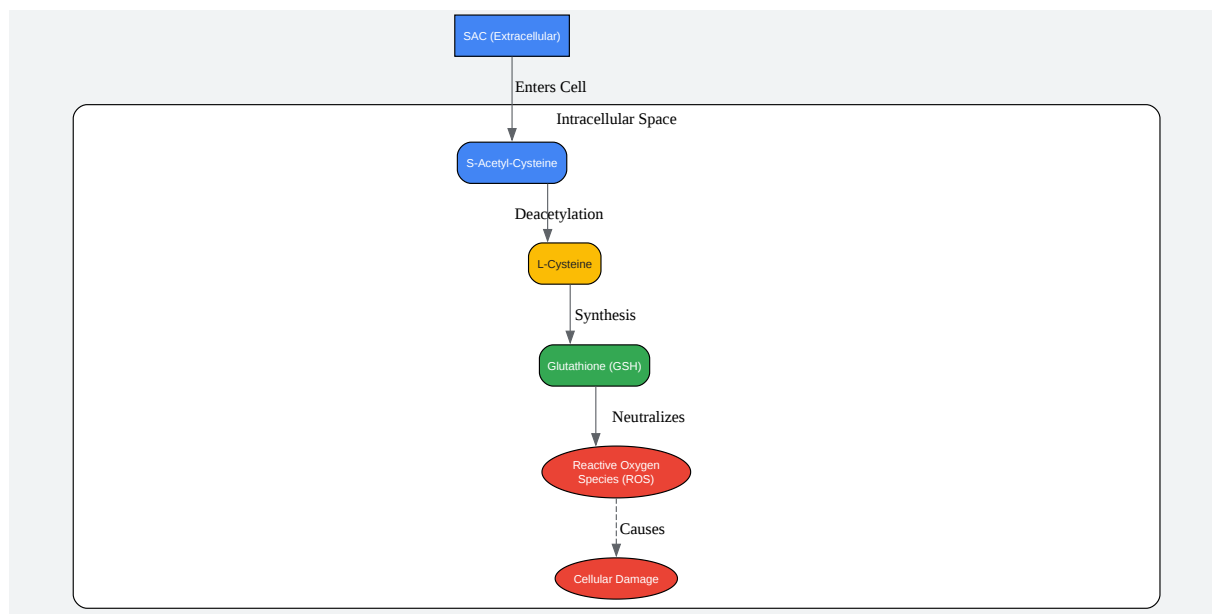 SAC (Extracellular)
Enters Cell
Intracellular Space
S-Acetyl-Cysteine
Deacetylation
L-Cysteine
Synthesis
Glutathione (GSH)
Neutralizes
Reactive Oxygen
Species (ROS)
Causes
Cellular Damage